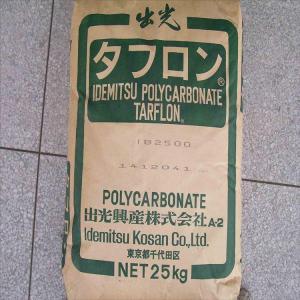 出光
タフロン®
IDEMITSU POLYCARBONATE
TARFLON®
IB2500
1412041
POLYCARBONATE
出光興産株式会社A-2
Idemitsu Kosan Co.,Ltd.
東京都千代田区
NET25kg